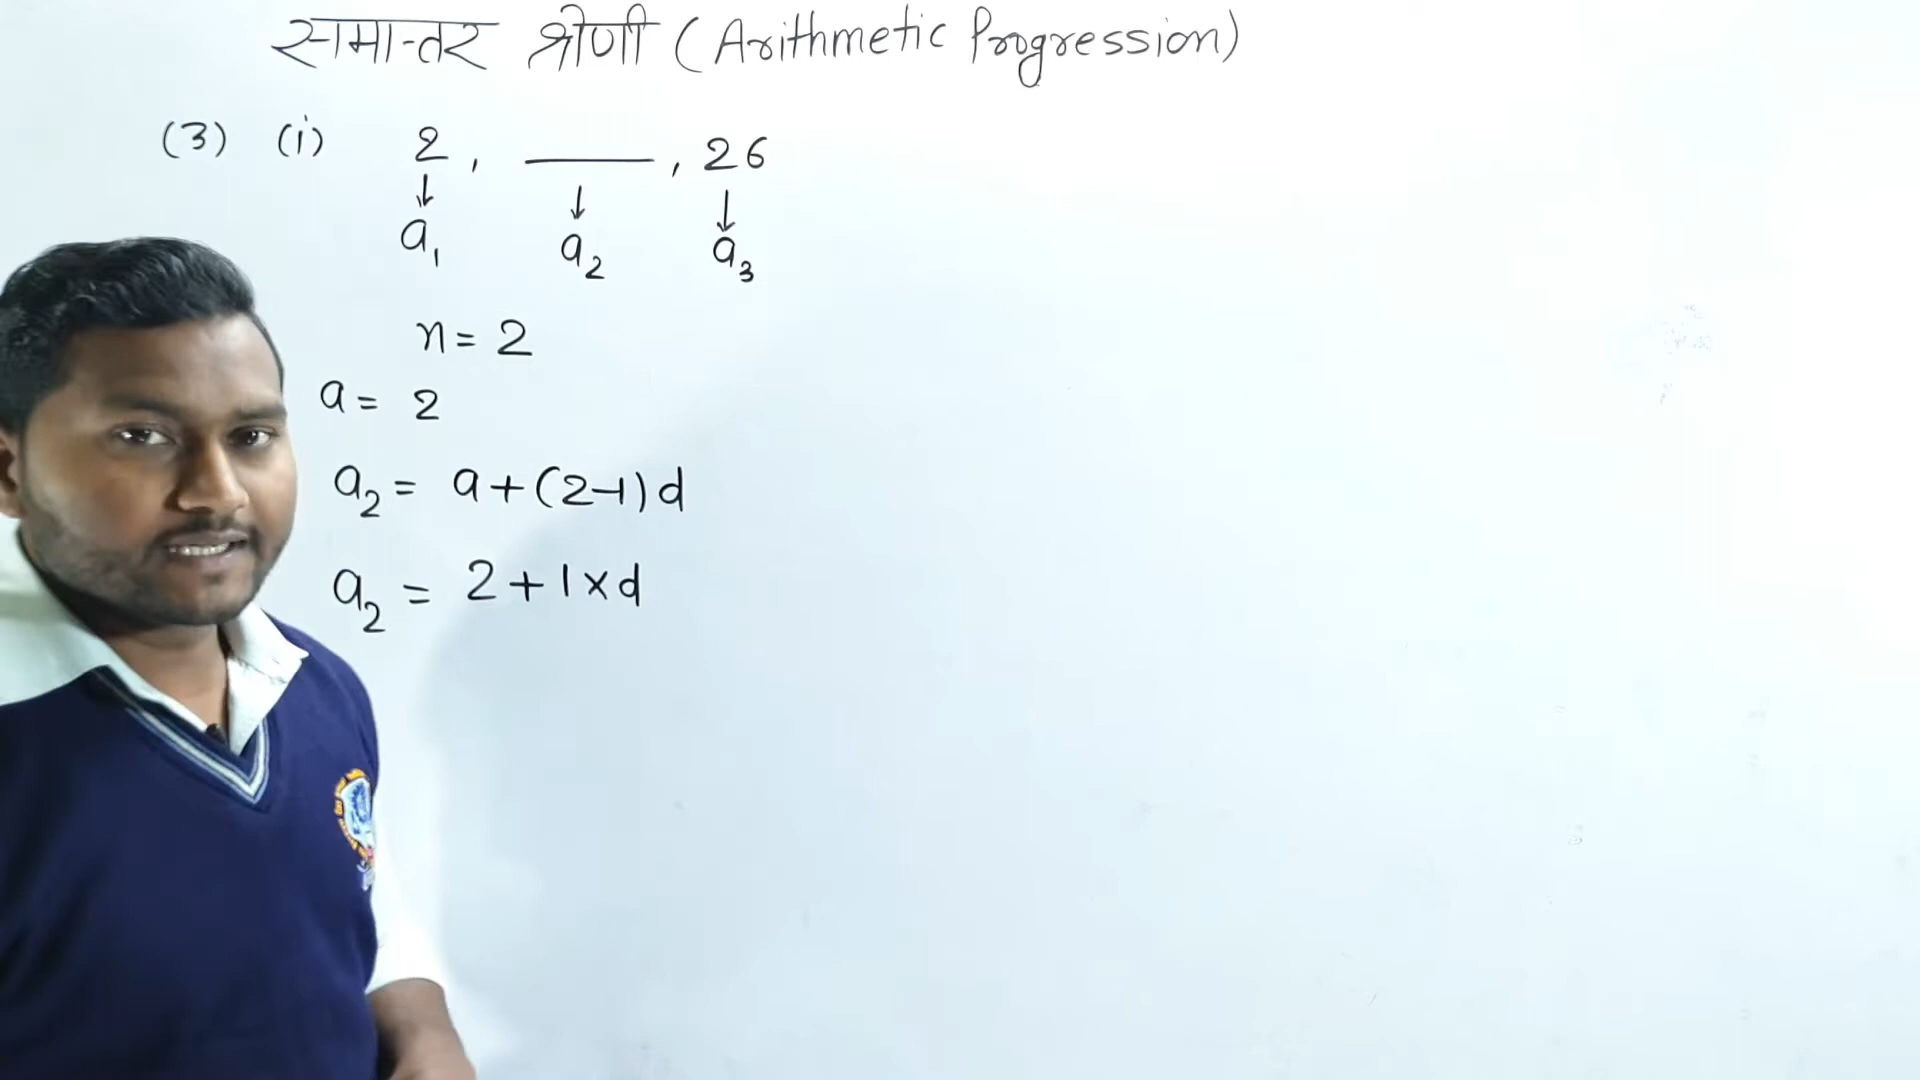 समान्तर श्रेणी (Arithmetic Progression)
(3) (i) 2, ____, 26
↓ ↓ ↓
a₁ a₂ a₃
n = 2
a = 2
a₂ = a+(2-1)d
a₂ = 2+1×d